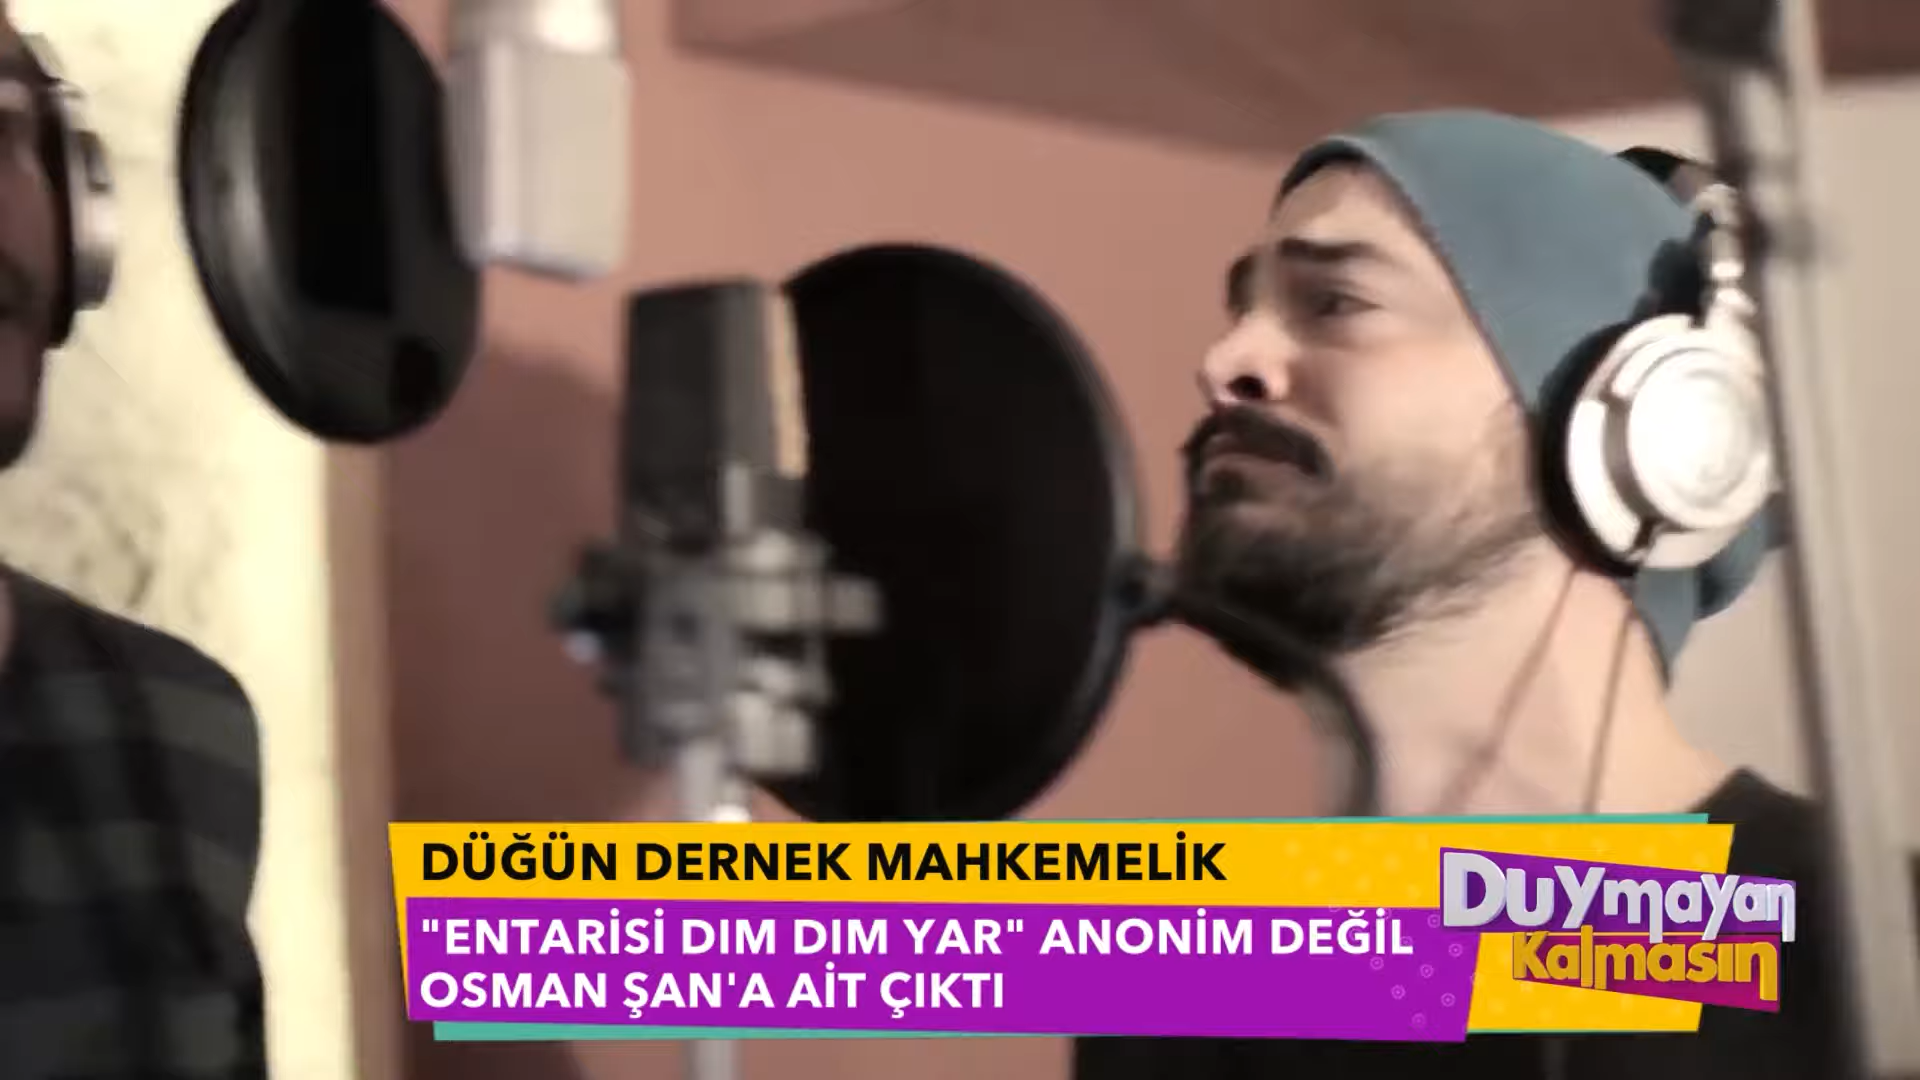 DÜĞÜN DERNEK MAHKEMELİK
"ENTARİSİ DIM DIM YAR" ANONİM DEĞİL
OSMAN ŞAN'A AİT ÇIKTI
Duymayan
Kalmasın